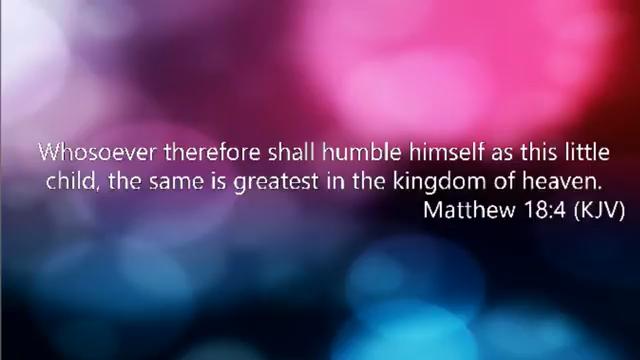 Whosoever therefore shall humble himself as this little
child, the same is greatest in the kingdom of heaven.
Matthew 18:4 (KJV)